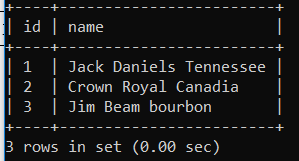 +----+------------------------+
| id | name                   |
+----+------------------------+
| 1  | Jack Daniels Tennessee |
| 2  | Crown Royal Canadia    |
| 3  | Jim Beam bourbon       |
+----+------------------------+
3 rows in set (0.00 sec)